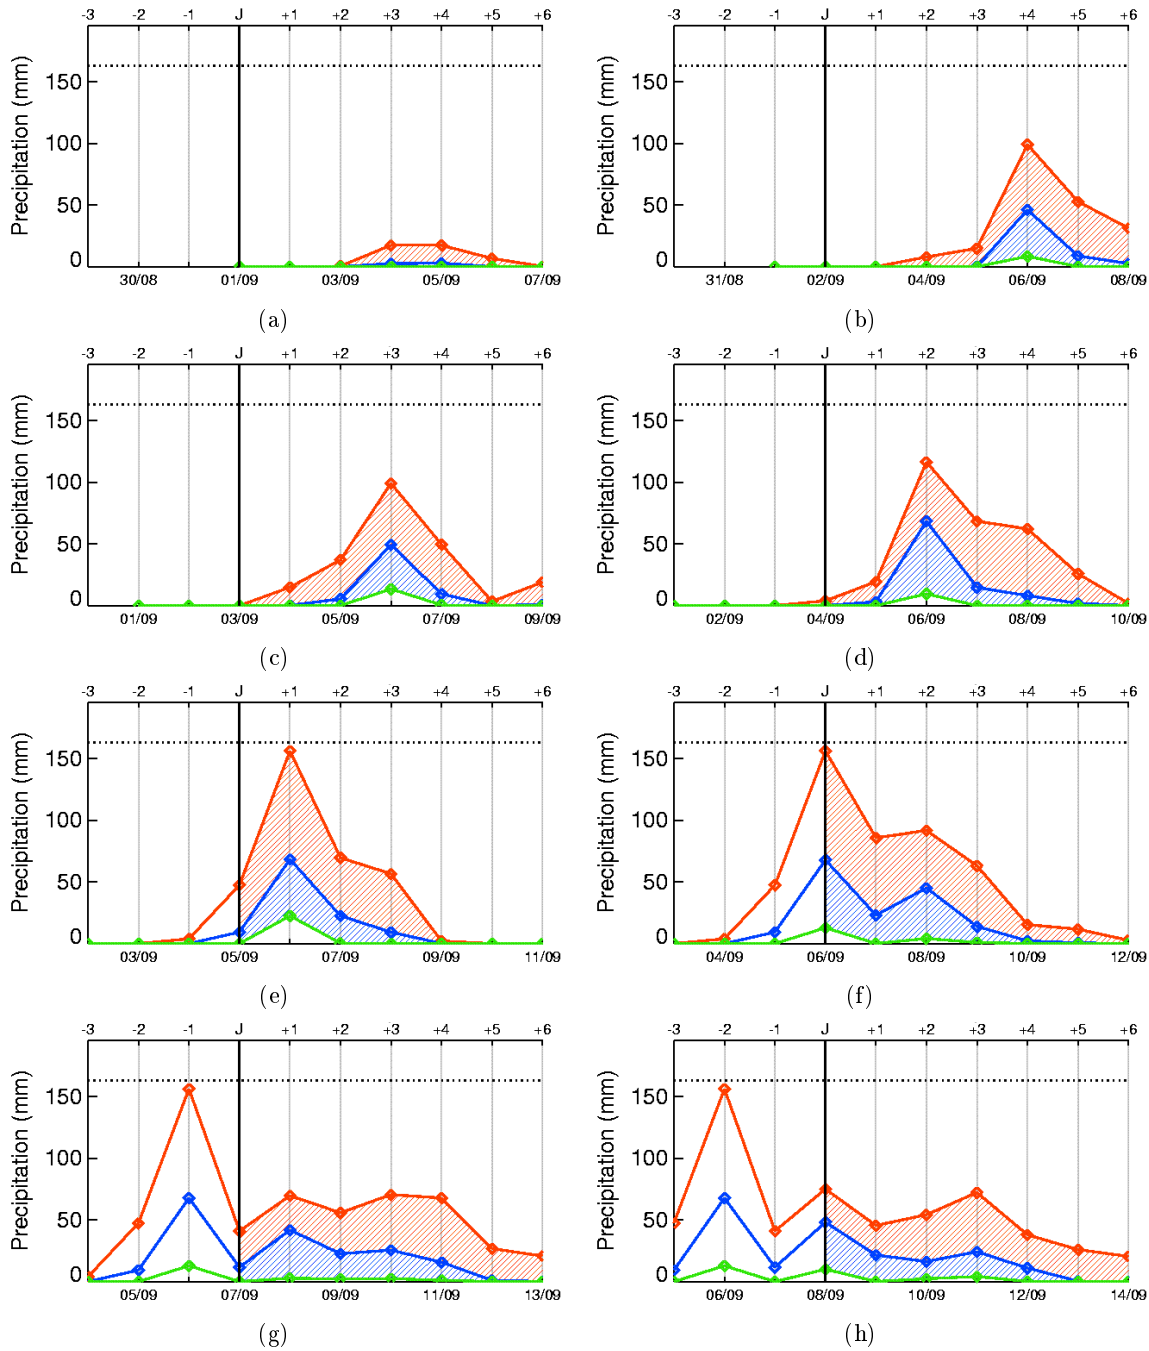 -3 -2 -1 J +1 +2 +3 +4 +5 +6
Precipitation (mm)
150
100
50
0
30/08 01/09 03/09 05/09 07/09
(a)
-3 -2 -1 J +1 +2 +3 +4 +5 +6
Precipitation (mm)
150
100
50
0
31/08 02/09 04/09 06/09 08/09
(b)
-3 -2 -1 J +1 +2 +3 +4 +5 +6
Precipitation (mm)
150
100
50
0
01/09 03/09 05/09 07/09 09/09
(c)
-3 -2 -1 J +1 +2 +3 +4 +5 +6
Precipitation (mm)
150
100
50
0
02/09 04/09 06/09 08/09 10/09
(d)
-3 -2 -1 J +1 +2 +3 +4 +5 +6
Precipitation (mm)
150
100
50
0
03/09 05/09 07/09 09/09 11/09
(e)
-3 -2 -1 J +1 +2 +3 +4 +5 +6
Precipitation (mm)
150
100
50
0
04/09 06/09 08/09 10/09 12/09
(f)
-3 -2 -1 J +1 +2 +3 +4 +5 +6
Precipitation (mm)
150
100
50
0
05/09 07/09 09/09 11/09 13/09
(g)
-3 -2 -1 J +1 +2 +3 +4 +5 +6
Precipitation (mm)
150
100
50
0
06/09 08/09 10/09 12/09 14/09
(h)